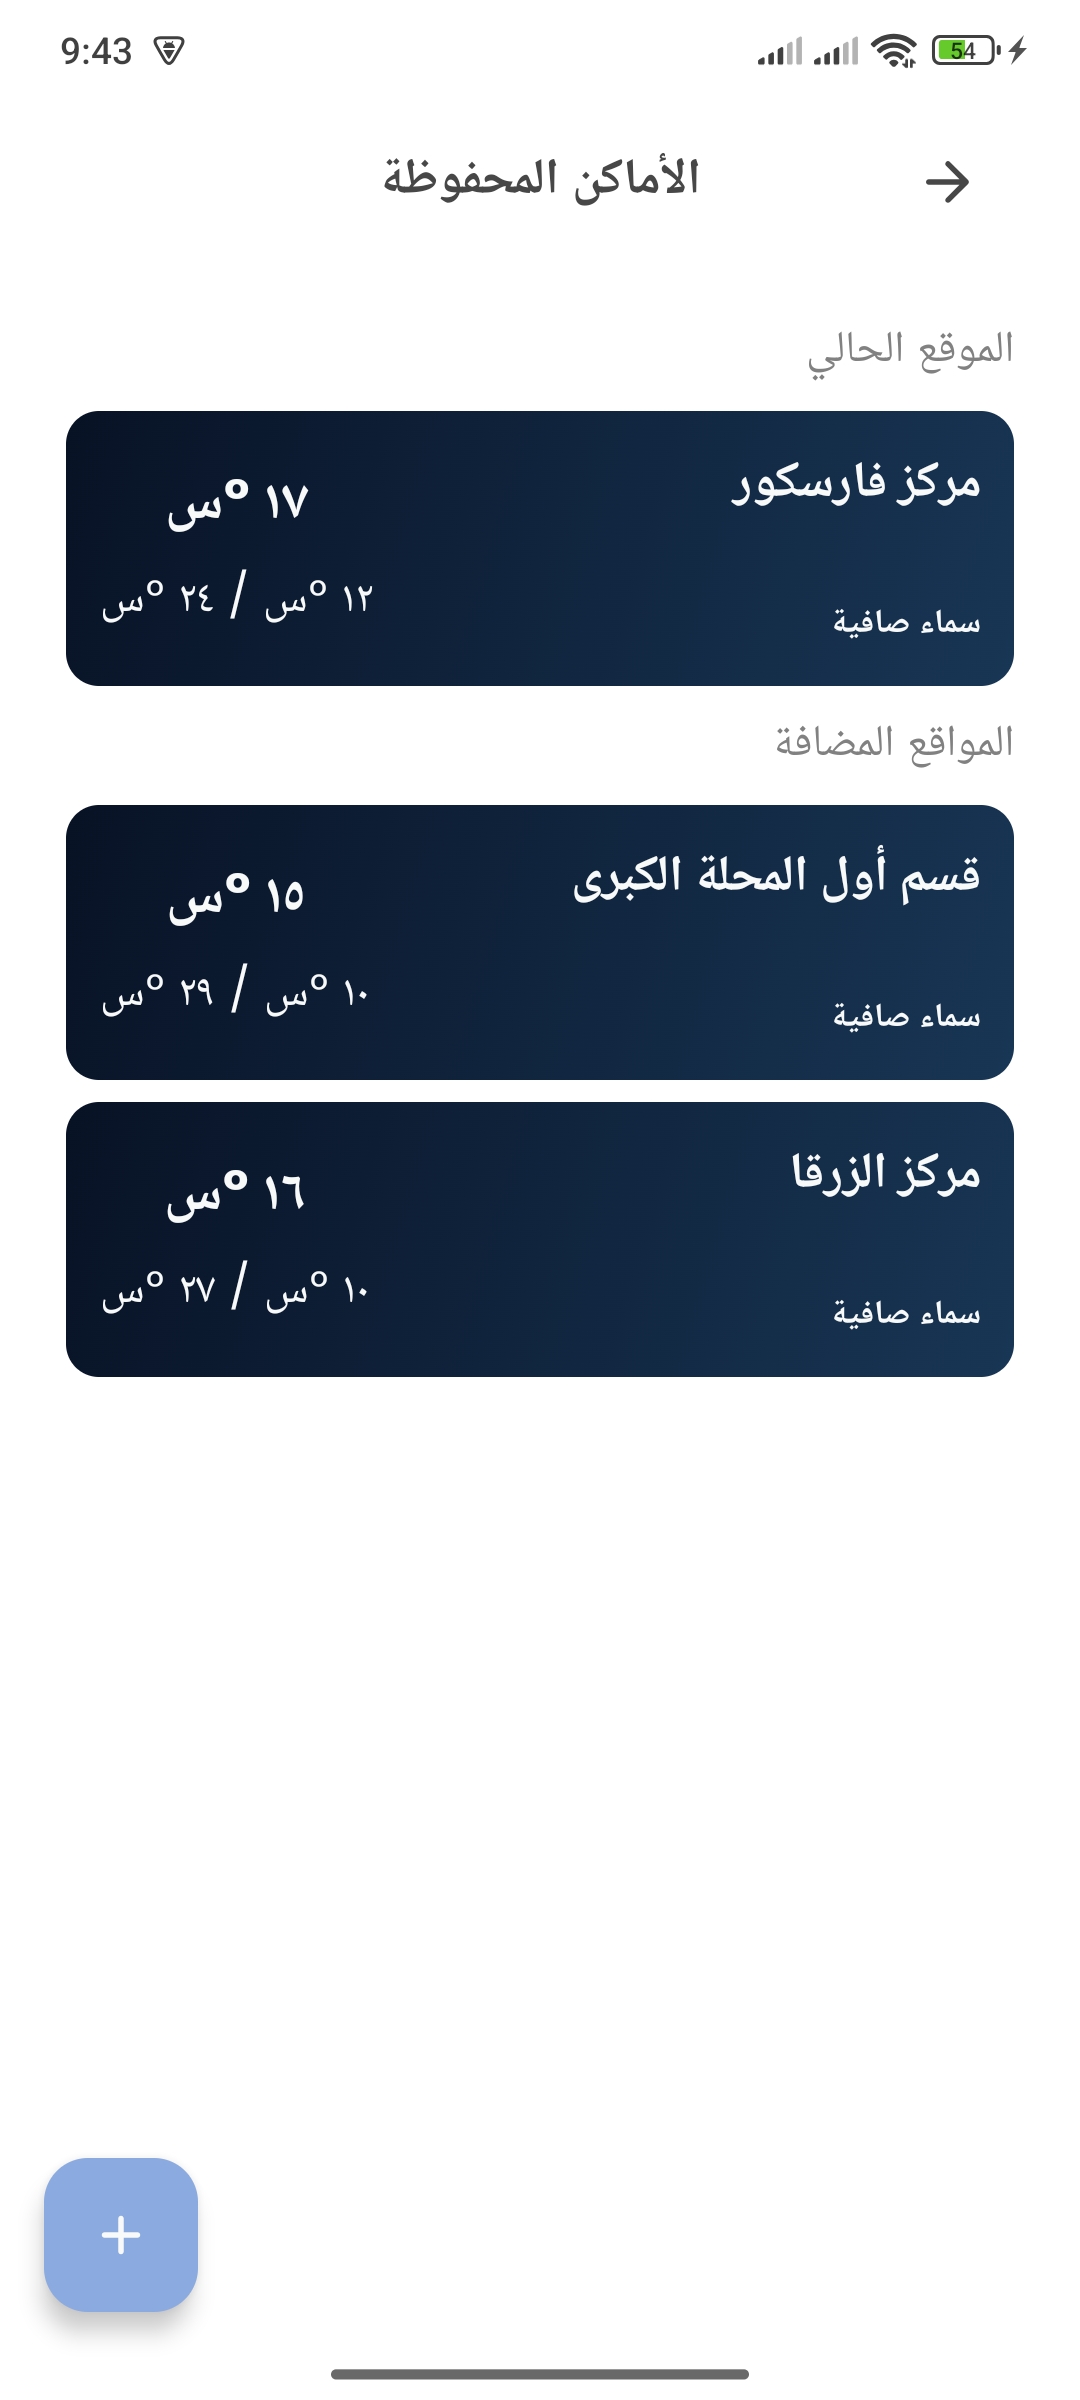 9:43
54
الأماكن المحفوظة
الموقع الحالي
مركز فارسكور
١٧ °س
١٢ °س / ٢٤ °س
سماء صافية
المواقع المضافة
قسم أول المحلة الكبرى
١٥ °س
١٠ °س / ٢٩ °س
سماء صافية
مركز الزرقا
١٦ °س
١٠ °س / ٢٧ °س
سماء صافية